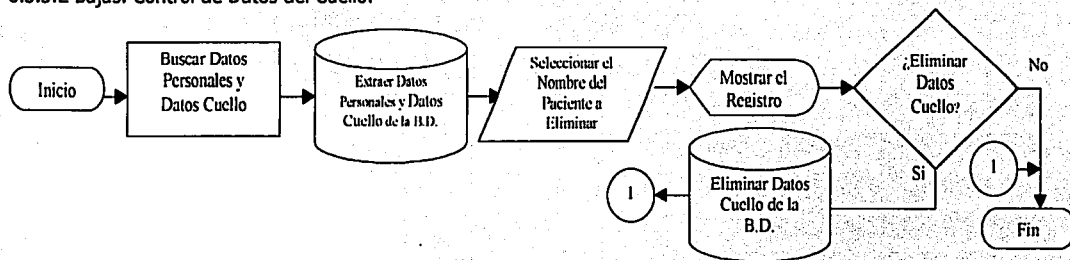 Bajas: Control de Datos del Cuello.
Inicio
Buscar Datos
Personales y
Datos Cuello
Extraer Datos
Personales y Datos
Cuello de la B.D.
Seleccionar el
Nombre del
Paciente a
Eliminar
Mostrar el
Registro
¿Eliminar
Datos
Cuello?
No
Si
Eliminar Datos
Cuello de la
B.D.
1
1
Fin